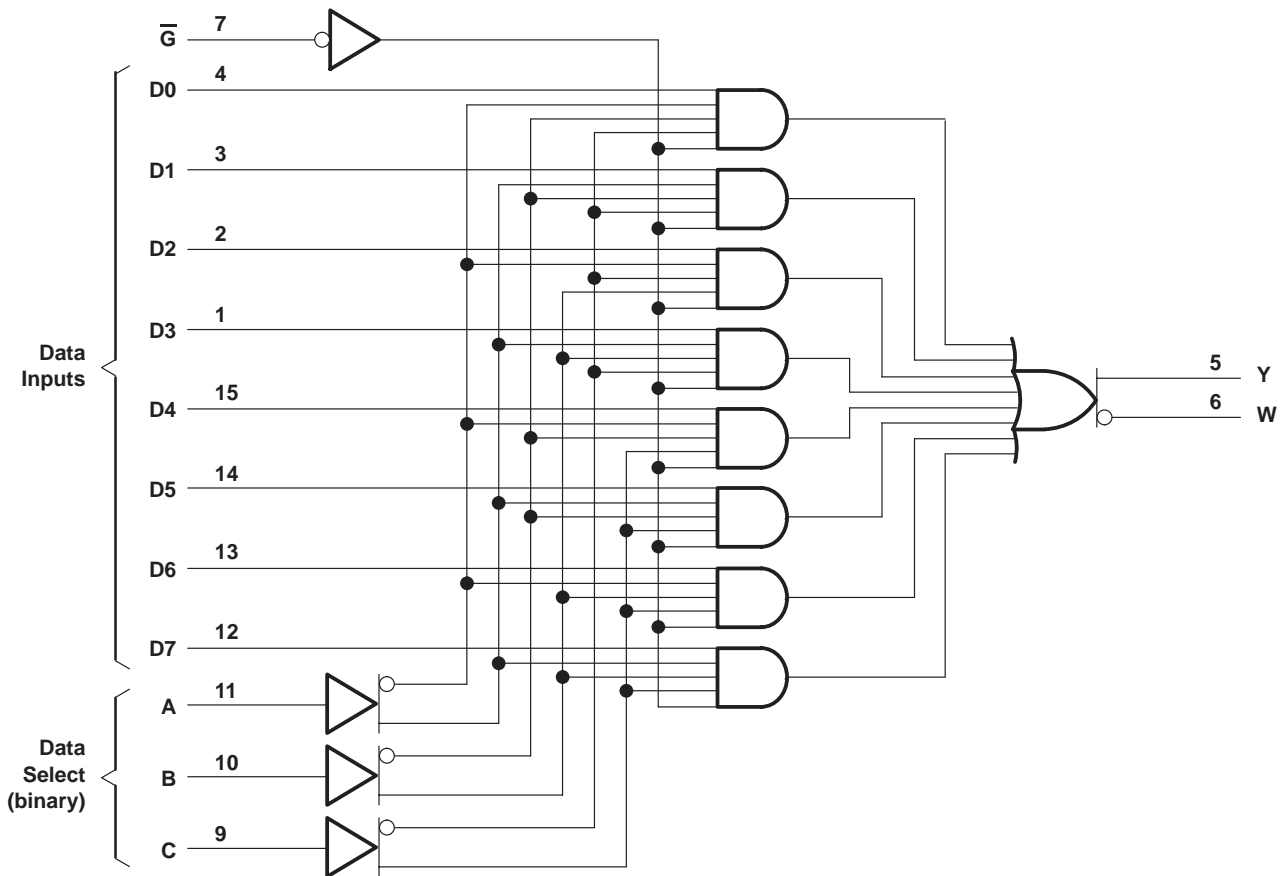 G̅ 7
D0 4
D1 3
D2 2
D3 1
Data
Inputs
D4 15
D5 14
D6 13
D7 12
5 Y
6 W
A 11
Data
Select
(binary)
B 10
C 9